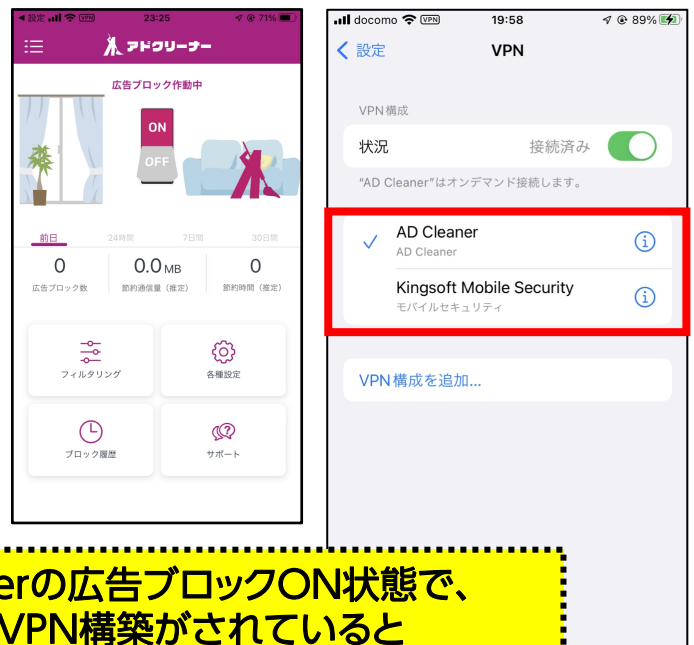 設定 VPN 23:25 71%
アドクリーナー
広告ブロック作動中
ON
OFF
前日 24時間 7日間 30日間
0 0.0 MB 0
広告ブロック数 節約通信量（推定） 節約時間（推定）
フィルタリング 各種設定
ブロック履歴 サポート
docomo VPN 19:58 89%
設定 VPN
VPN構成
状況 接続済み
“AD Cleaner”はオンデマンド接続します。
AD Cleaner
AD Cleaner
Kingsoft Mobile Security
モバイルセキュリティ
VPN構成を追加...
erの広告ブロックON状態で、
VPN構築がされていると